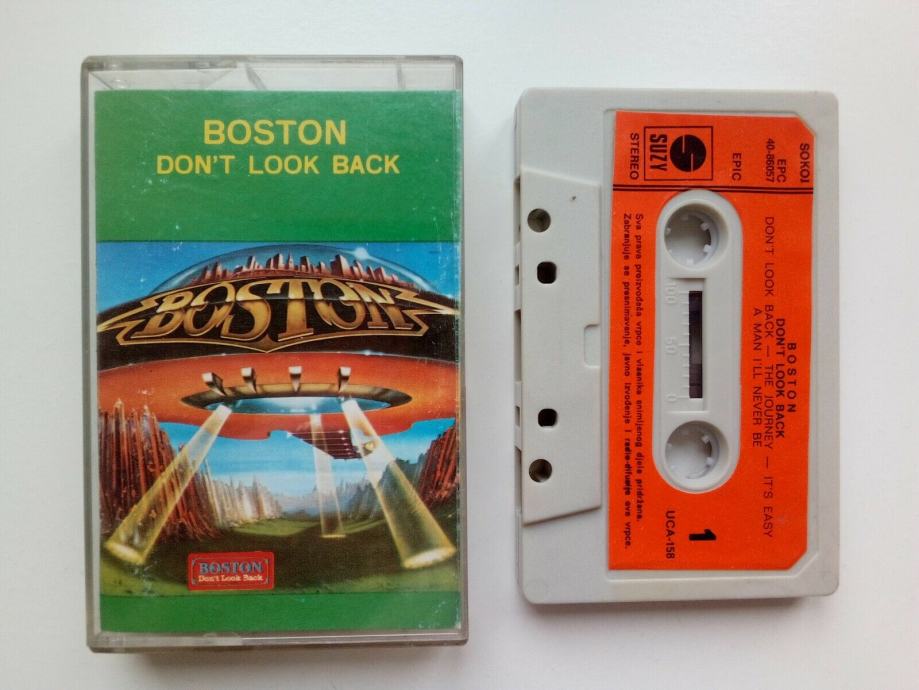 BOSTON
DON'T LOOK BACK
BOSTON
BOSTON
Don't Look Back
SOKOJ
EPC
40-86057
EPIC
SUZY
STEREO
BOSTON
DON'T LOOK BACK
DON'T LOOK BACK — THE JOURNEY — IT'S EASY
A MAN I'LL NEVER BE
100 50 0
1
UCA-158
Sva prava proizvođača vrpce i vlasnika snimljenog djela pridržana.
Zabranjuje se presnimavanje, javno izvođenje i radio-difuzija ove vrpce.